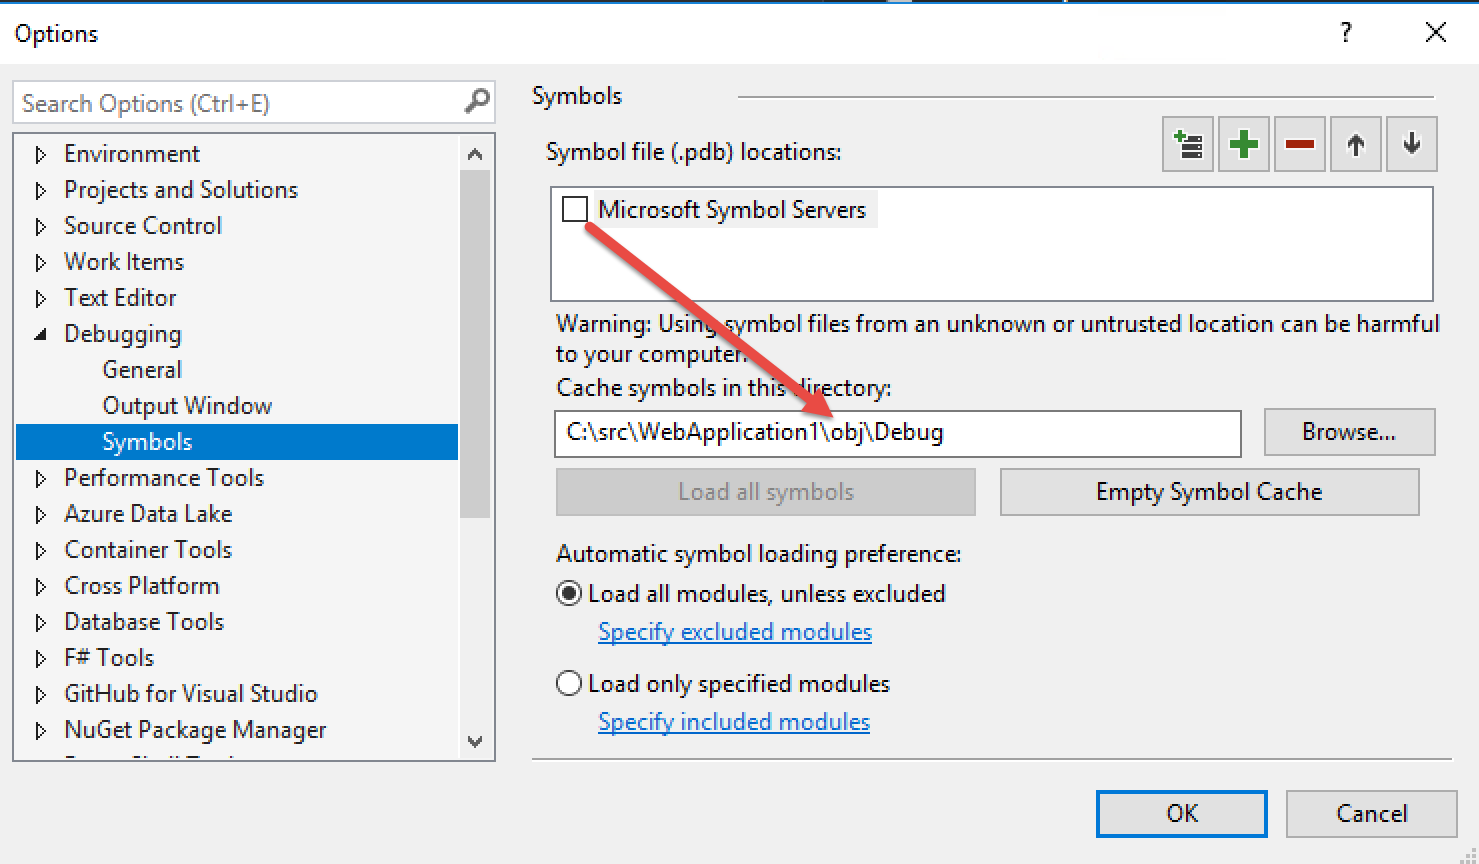 Options
?
Search Options (Ctrl+E)
Environment
Projects and Solutions
Source Control
Work Items
Text Editor
Debugging
General
Output Window
Symbols
Performance Tools
Azure Data Lake
Container Tools
Cross Platform
Database Tools
F# Tools
GitHub for Visual Studio
NuGet Package Manager
Symbols
Symbol file (.pdb) locations:
Microsoft Symbol Servers
Warning: Using symbol files from an unknown or untrusted location can be harmful
to your computer.
Cache symbols in this directory:
C:\src\WebApplication1\obj\Debug
Browse...
Load all symbols
Empty Symbol Cache
Automatic symbol loading preference:
Load all modules, unless excluded
Specify excluded modules
Load only specified modules
Specify included modules
OK
Cancel